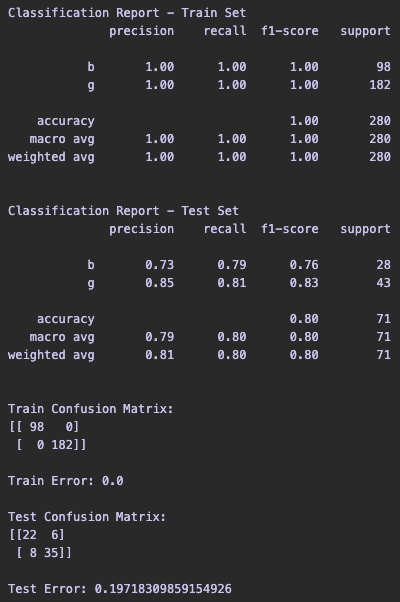 Classification Report - Train Set
precision recall f1-score support
b 1.00 1.00 1.00 98
g 1.00 1.00 1.00 182
accuracy 1.00 280
macro avg 1.00 1.00 1.00 280
weighted avg 1.00 1.00 1.00 280
Classification Report - Test Set
precision recall f1-score support
b 0.73 0.79 0.76 28
g 0.85 0.81 0.83 43
accuracy 0.80 71
macro avg 0.79 0.80 0.80 71
weighted avg 0.81 0.80 0.80 71
Train Confusion Matrix:
[[ 98 0]
[ 0 182]]
Train Error: 0.0
Test Confusion Matrix:
[[22 6]
[ 8 35]]
Test Error: 0.19718309859154926